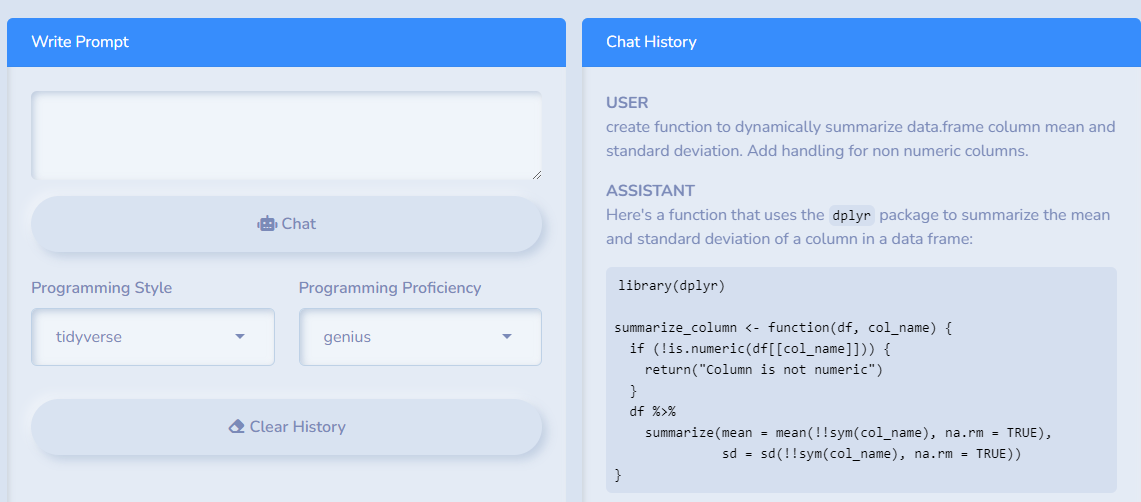 Write Prompt
Chat
Programming Style
Programming Proficiency
tidyverse
genius
Clear History
Chat History
USER
create function to dynamically summarize data.frame column mean and
standard deviation. Add handling for non numeric columns.
ASSISTANT
Here's a function that uses the dplyr package to summarize the mean
and standard deviation of a column in a data frame:
library(dplyr)
summarize_column <- function(df, col_name) {
  if (!is.numeric(df[[col_name]])) {
    return("Column is not numeric")
  }
  df %>%
    summarize(mean = mean(!!sym(col_name), na.rm = TRUE),
              sd = sd(!!sym(col_name), na.rm = TRUE))
}